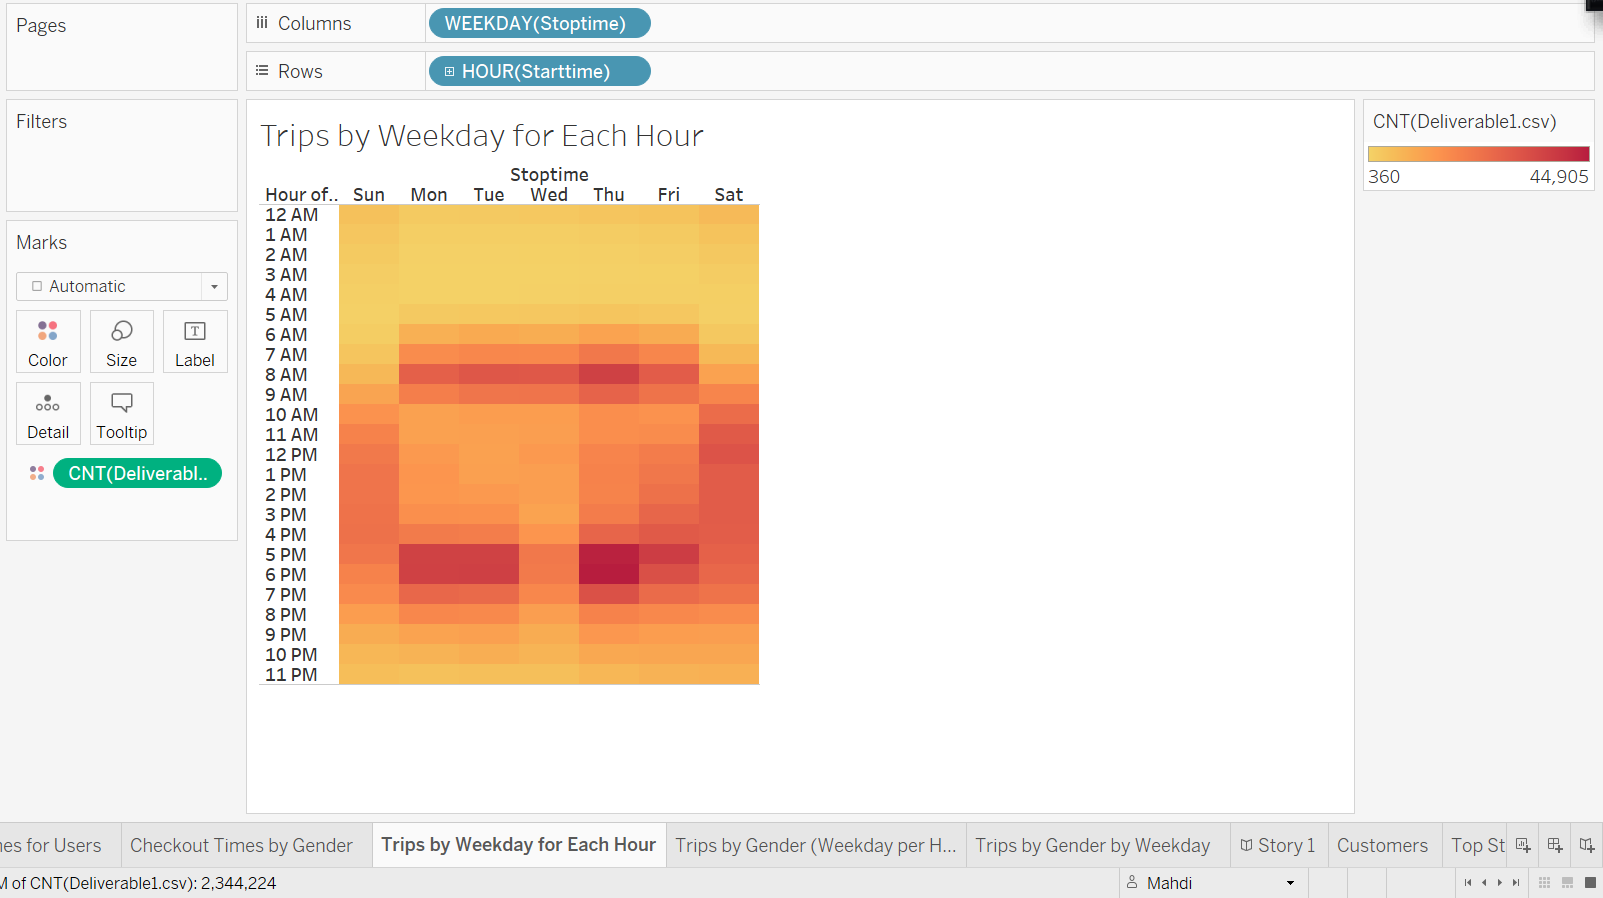 Pages
Columns
WEEKDAY(Stoptime)
Rows
HOUR(Starttime)
Filters
Marks
Automatic
Color
Size
T
Label
Detail
Tooltip
CNT(Deliverabl..
Trips by Weekday for Each Hour
Stoptime
Hour of.. Sun Mon Tue Wed Thu Fri Sat
12 AM
1 AM
2 AM
3 AM
4 AM
5 AM
6 AM
7 AM
8 AM
9 AM
10 AM
11 AM
12 PM
1 PM
2 PM
3 PM
4 PM
5 PM
6 PM
7 PM
8 PM
9 PM
10 PM
11 PM
CNT(Deliverable1.csv)
360 44,905
nes for Users Checkout Times by Gender Trips by Weekday for Each Hour Trips by Gender (Weekday per H... Trips by Gender by Weekday Story 1 Customers Top St
M of CNT(Deliverable1.csv): 2,344,224 Mahdi